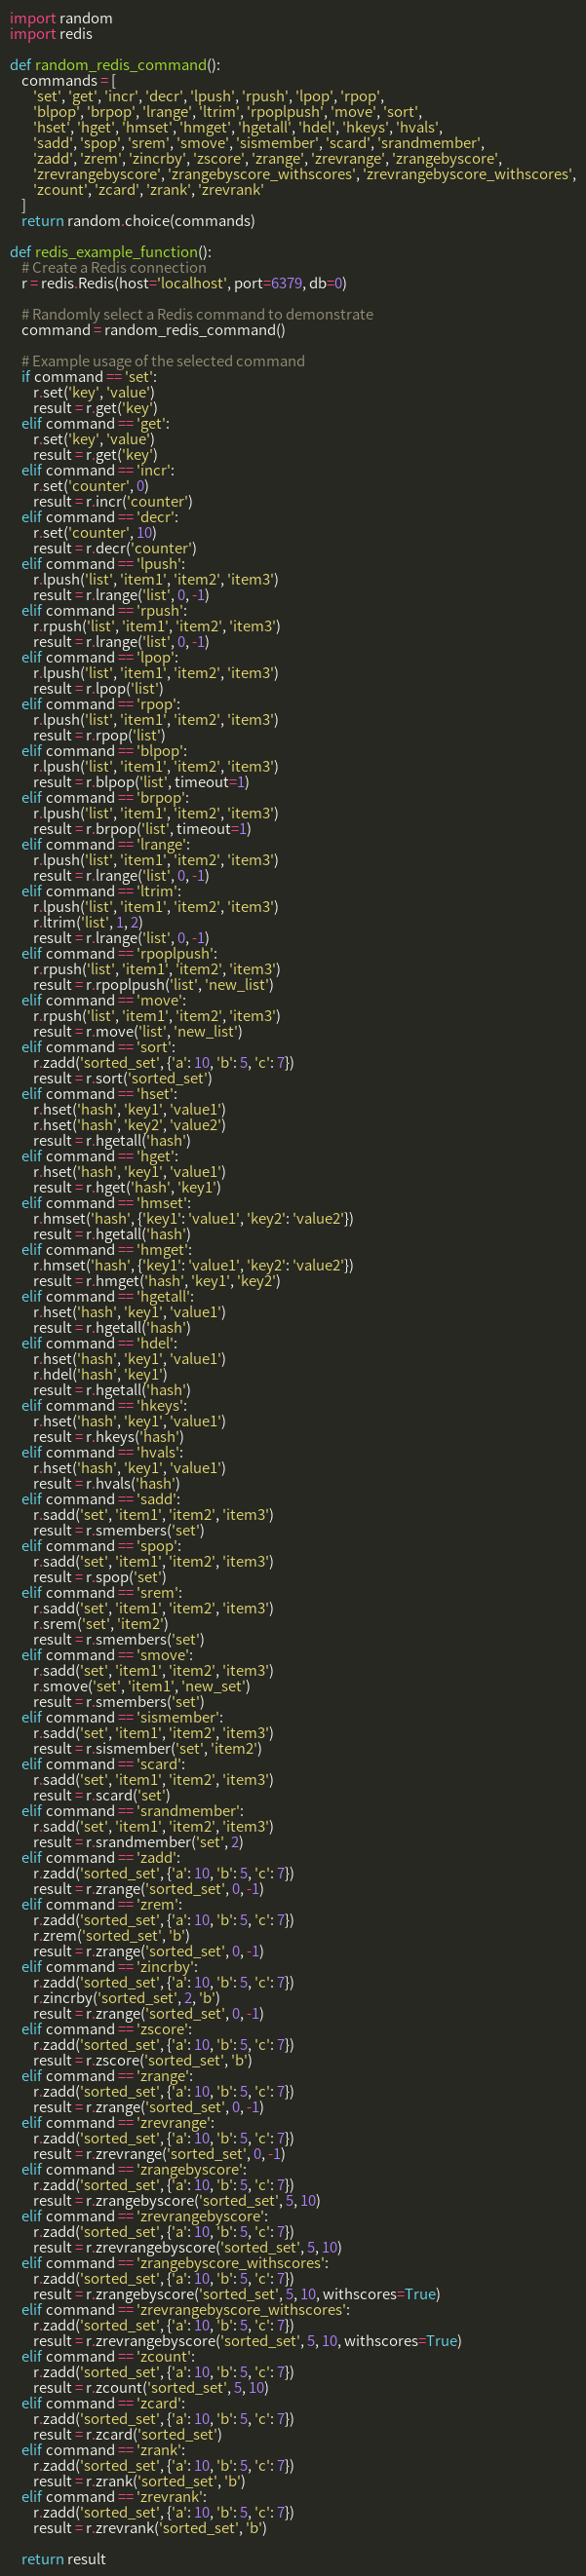 import random
import redis

def random_redis_command():
    commands = [
        'set', 'get', 'incr', 'decr', 'lpush', 'rpush', 'lpop', 'rpop',
        'blpop', 'brpop', 'lrange', 'ltrim', 'rpoplpush', 'move', 'sort',
        'hset', 'hget', 'hmset', 'hmget', 'hgetall', 'hdel', 'hkeys', 'hvals',
        'sadd', 'spop', 'srem', 'smove', 'sismember', 'scard', 'srandmember',
        'zadd', 'zrem', 'zincrby', 'zscore', 'zrange', 'zrevrange', 'zrangebyscore',
        'zrevrangebyscore', 'zrangebyscore_withscores', 'zrevrangebyscore_withscores',
        'zcount', 'zcard', 'zrank', 'zrevrank'
    ]
    return random.choice(commands)

def redis_example_function():
    # Create a Redis connection
    r = redis.Redis(host='localhost', port=6379, db=0)

    # Randomly select a Redis command to demonstrate
    command = random_redis_command()

    # Example usage of the selected command
    if command == 'set':
        r.set('key', 'value')
        result = r.get('key')
    elif command == 'get':
        r.set('key', 'value')
        result = r.get('key')
    elif command == 'incr':
        r.set('counter', 0)
        result = r.incr('counter')
    elif command == 'decr':
        r.set('counter', 10)
        result = r.decr('counter')
    elif command == 'lpush':
        r.lpush('list', 'item1', 'item2', 'item3')
        result = r.lrange('list', 0, -1)
    elif command == 'rpush':
        r.rpush('list', 'item1', 'item2', 'item3')
        result = r.lrange('list', 0, -1)
    elif command == 'lpop':
        r.lpush('list', 'item1', 'item2', 'item3')
        result = r.lpop('list')
    elif command == 'rpop':
        r.lpush('list', 'item1', 'item2', 'item3')
        result = r.rpop('list')
    elif command == 'blpop':
        r.lpush('list', 'item1', 'item2', 'item3')
        result = r.blpop('list', timeout=1)
    elif command == 'brpop':
        r.lpush('list', 'item1', 'item2', 'item3')
        result = r.brpop('list', timeout=1)
    elif command == 'lrange':
        r.lpush('list', 'item1', 'item2', 'item3')
        result = r.lrange('list', 0, -1)
    elif command == 'ltrim':
        r.lpush('list', 'item1', 'item2', 'item3')
        r.ltrim('list', 1, 2)
        result = r.lrange('list', 0, -1)
    elif command == 'rpoplpush':
        r.rpush('list', 'item1', 'item2', 'item3')
        result = r.rpoplpush('list', 'new_list')
    elif command == 'move':
        r.rpush('list', 'item1', 'item2', 'item3')
        result = r.move('list', 'new_list')
    elif command == 'sort':
        r.zadd('sorted_set', {'a': 10, 'b': 5, 'c': 7})
        result = r.sort('sorted_set')
    elif command == 'hset':
        r.hset('hash', 'key1', 'value1')
        r.hset('hash', 'key2', 'value2')
        result = r.hgetall('hash')
    elif command == 'hget':
        r.hset('hash', 'key1', 'value1')
        result = r.hget('hash', 'key1')
    elif command == 'hmset':
        r.hmset('hash', {'key1': 'value1', 'key2': 'value2'})
        result = r.hgetall('hash')
    elif command == 'hmget':
        r.hmset('hash', {'key1': 'value1', 'key2': 'value2'})
        result = r.hmget('hash', 'key1', 'key2')
    elif command == 'hgetall':
        r.hset('hash', 'key1', 'value1')
        result = r.hgetall('hash')
    elif command == 'hdel':
        r.hset('hash', 'key1', 'value1')
        r.hdel('hash', 'key1')
        result = r.hgetall('hash')
    elif command == 'hkeys':
        r.hset('hash', 'key1', 'value1')
        result = r.hkeys('hash')
    elif command == 'hvals':
        r.hset('hash', 'key1', 'value1')
        result = r.hvals('hash')
    elif command == 'sadd':
        r.sadd('set', 'item1', 'item2', 'item3')
        result = r.smembers('set')
    elif command == 'spop':
        r.sadd('set', 'item1', 'item2', 'item3')
        result = r.spop('set')
    elif command == 'srem':
        r.sadd('set', 'item1', 'item2', 'item3')
        r.srem('set', 'item2')
        result = r.smembers('set')
    elif command == 'smove':
        r.sadd('set', 'item1', 'item2', 'item3')
        r.smove('set', 'item1', 'new_set')
        result = r.smembers('set')
    elif command == 'sismember':
        r.sadd('set', 'item1', 'item2', 'item3')
        result = r.sismember('set', 'item2')
    elif command == 'scard':
        r.sadd('set', 'item1', 'item2', 'item3')
        result = r.scard('set')
    elif command == 'srandmember':
        r.sadd('set', 'item1', 'item2', 'item3')
        result = r.srandmember('set', 2)
    elif command == 'zadd':
        r.zadd('sorted_set', {'a': 10, 'b': 5, 'c': 7})
        result = r.zrange('sorted_set', 0, -1)
    elif command == 'zrem':
        r.zadd('sorted_set', {'a': 10, 'b': 5, 'c': 7})
        r.zrem('sorted_set', 'b')
        result = r.zrange('sorted_set', 0, -1)
    elif command == 'zincrby':
        r.zadd('sorted_set', {'a': 10, 'b': 5, 'c': 7})
        r.zincrby('sorted_set', 2, 'b')
        result = r.zrange('sorted_set', 0, -1)
    elif command == 'zscore':
        r.zadd('sorted_set', {'a': 10, 'b': 5, 'c': 7})
        result = r.zscore('sorted_set', 'b')
    elif command == 'zrange':
        r.zadd('sorted_set', {'a': 10, 'b': 5, 'c': 7})
        result = r.zrange('sorted_set', 0, -1)
    elif command == 'zrevrange':
        r.zadd('sorted_set', {'a': 10, 'b': 5, 'c': 7})
        result = r.zrevrange('sorted_set', 0, -1)
    elif command == 'zrangebyscore':
        r.zadd('sorted_set', {'a': 10, 'b': 5, 'c': 7})
        result = r.zrangebyscore('sorted_set', 5, 10)
    elif command == 'zrevrangebyscore':
        r.zadd('sorted_set', {'a': 10, 'b': 5, 'c': 7})
        result = r.zrevrangebyscore('sorted_set', 5, 10)
    elif command == 'zrangebyscore_withscores':
        r.zadd('sorted_set', {'a': 10, 'b': 5, 'c': 7})
        result = r.zrangebyscore('sorted_set', 5, 10, withscores=True)
    elif command == 'zrevrangebyscore_withscores':
        r.zadd('sorted_set', {'a': 10, 'b': 5, 'c': 7})
        result = r.zrevrangebyscore('sorted_set', 5, 10, withscores=True)
    elif command == 'zcount':
        r.zadd('sorted_set', {'a': 10, 'b': 5, 'c': 7})
        result = r.zcount('sorted_set', 5, 10)
    elif command == 'zcard':
        r.zadd('sorted_set', {'a': 10, 'b': 5, 'c': 7})
        result = r.zcard('sorted_set')
    elif command == 'zrank':
        r.zadd('sorted_set', {'a': 10, 'b': 5, 'c': 7})
        result = r.zrank('sorted_set', 'b')
    elif command == 'zrevrank':
        r.zadd('sorted_set', {'a': 10, 'b': 5, 'c': 7})
        result = r.zrevrank('sorted_set', 'b')

    return result